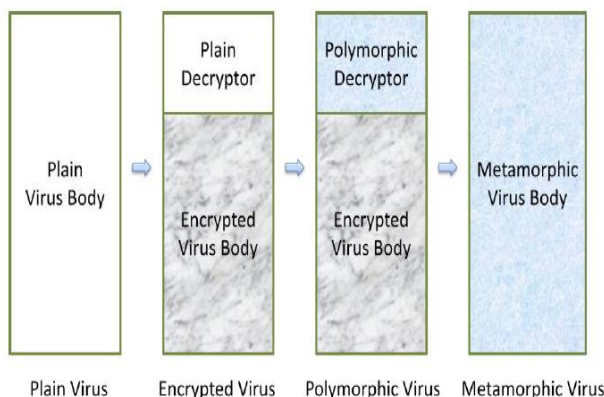 Plain
Decryptor
Polymorphic
Decryptor
Plain
Virus Body
Encrypted
Virus Body
Encrypted
Virus Body
Metamorphic
Virus Body
Plain Virus
Encrypted Virus
Polymorphic Virus
Metamorphic Virus